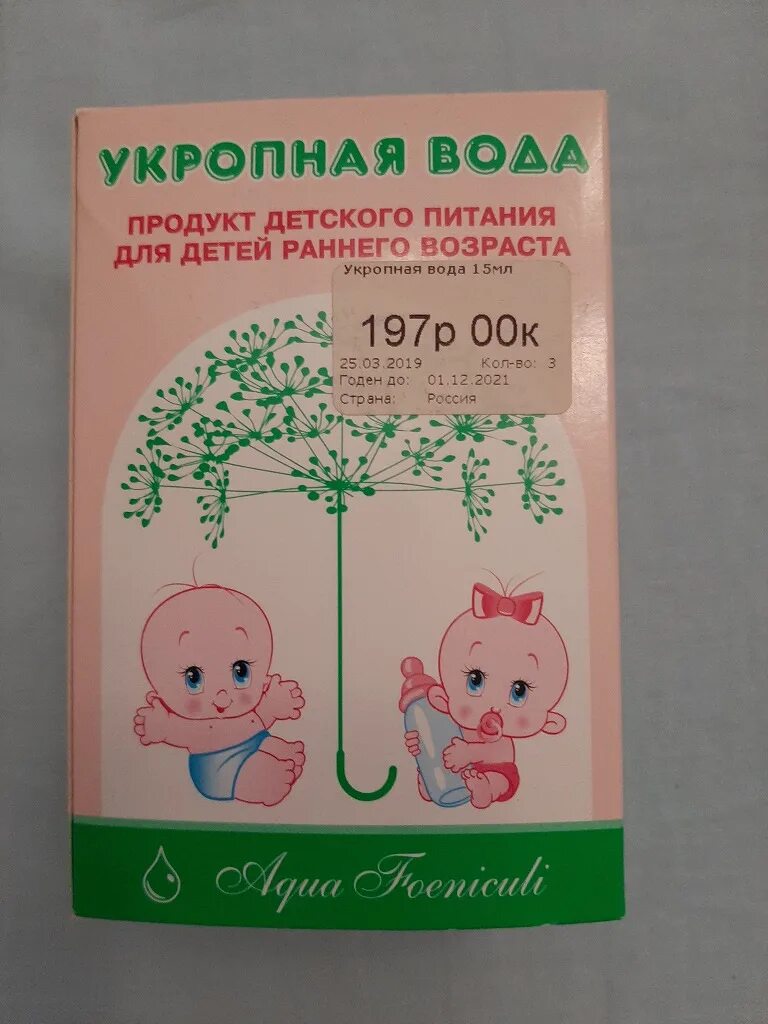 УКРОПНАЯ ВОДА
ПРОДУКТ ДЕТСКОГО ПИТАНИЯ
ДЛЯ ДЕТЕЙ РАННЕГО ВОЗРАСТА
Укропная вода 15мл
197р 00к
25.03.2019 Кол-во: 3
Годен до: 01.12.2021
Страна: Россия
Aqua Foeniculi